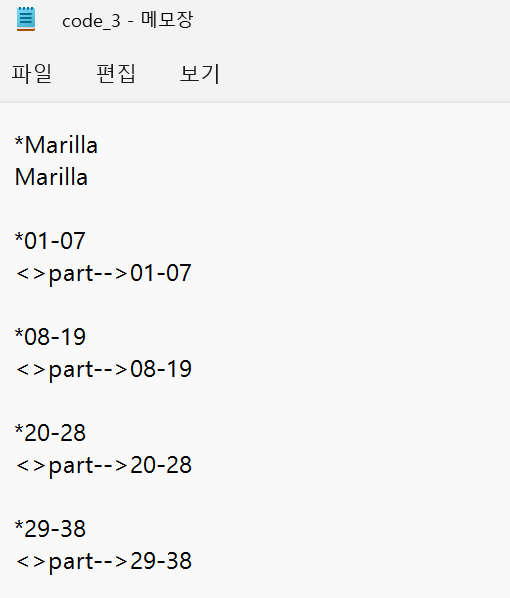 code_3 - 메모장
파일 편집 보기
*Marilla
Marilla
*01-07
<>part-->01-07
*08-19
<>part-->08-19
*20-28
<>part-->20-28
*29-38
<>part-->29-38